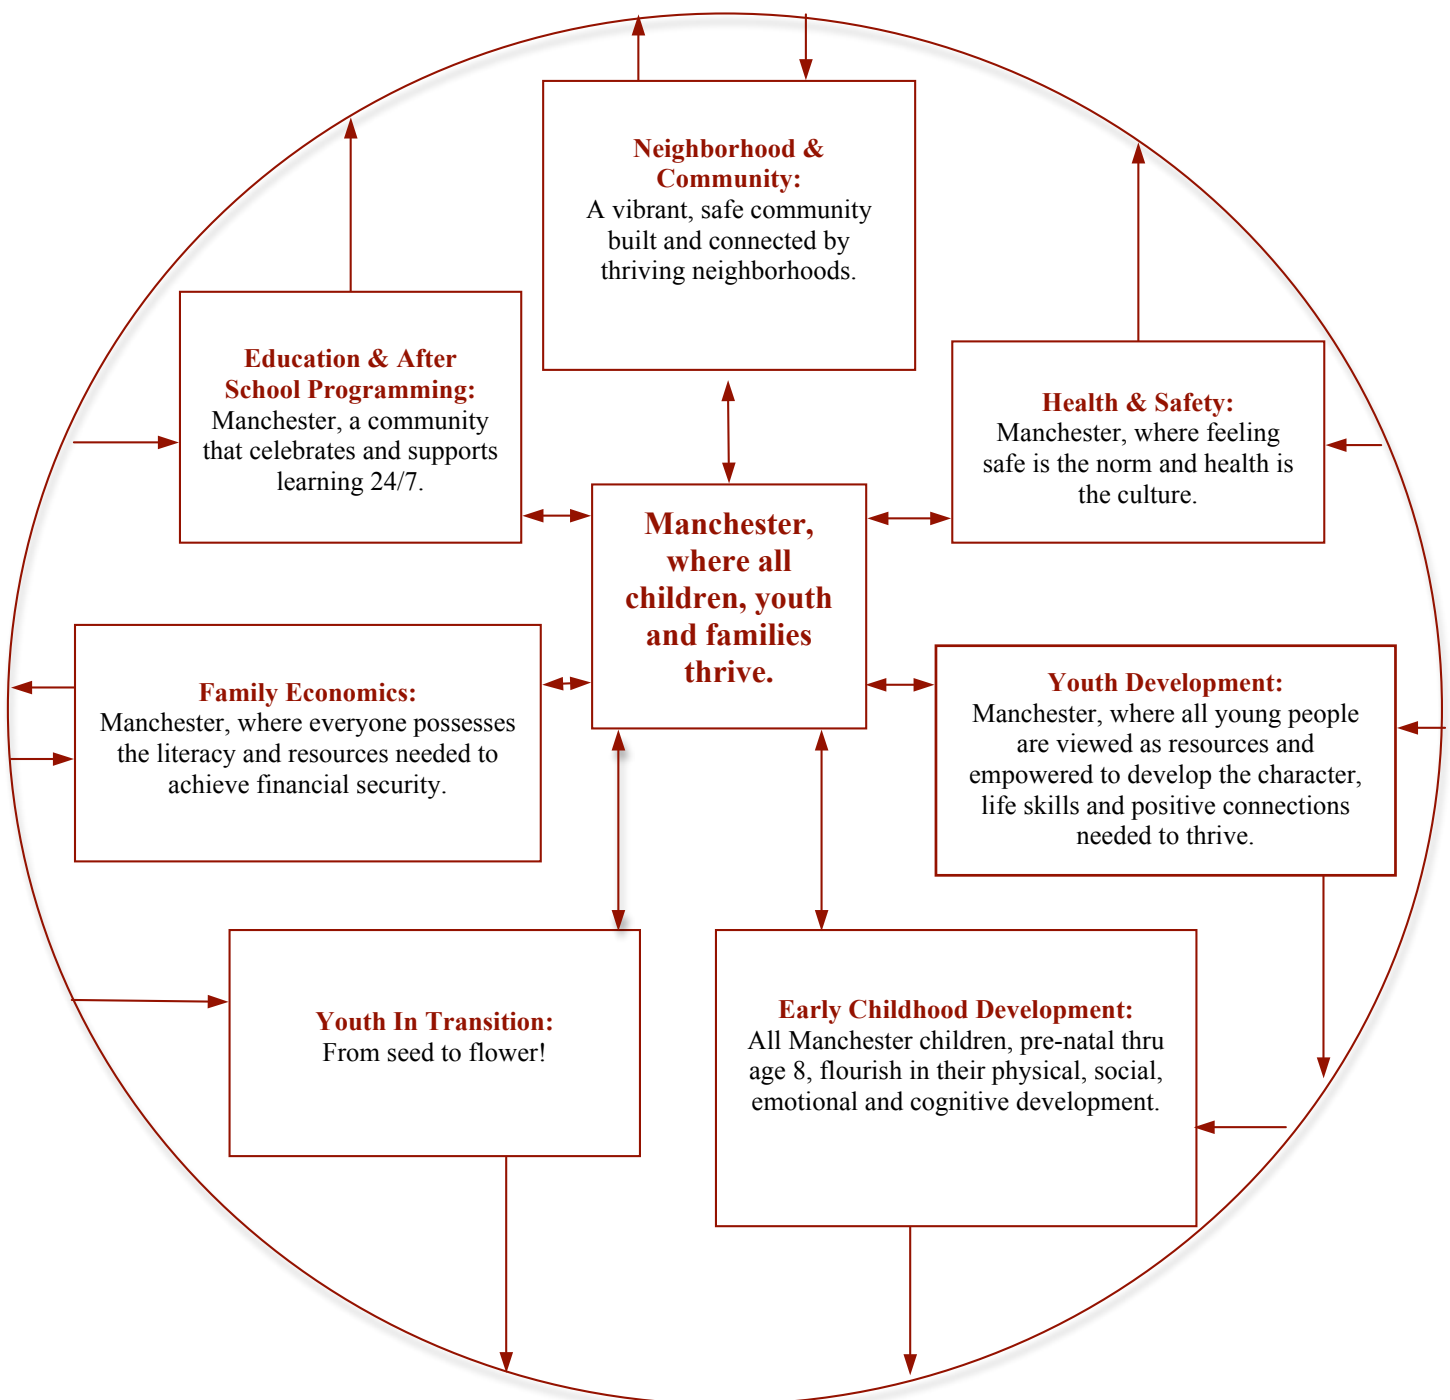 Neighborhood &
Community:
A vibrant, safe community
built and connected by
thriving neighborhoods.
Education & After
School Programming:
Manchester, a community
that celebrates and supports
learning 24/7.
Health & Safety:
Manchester, where feeling
safe is the norm and health is
the culture.
Manchester,
where all
children, youth
and families
thrive.
Family Economics:
Manchester, where everyone possesses
the literacy and resources needed to
achieve financial security.
Youth Development:
Manchester, where all young people
are viewed as resources and
empowered to develop the character,
life skills and positive connections
needed to thrive.
Youth In Transition:
From seed to flower!
Early Childhood Development:
All Manchester children, pre-natal thru
age 8, flourish in their physical, social,
emotional and cognitive development.